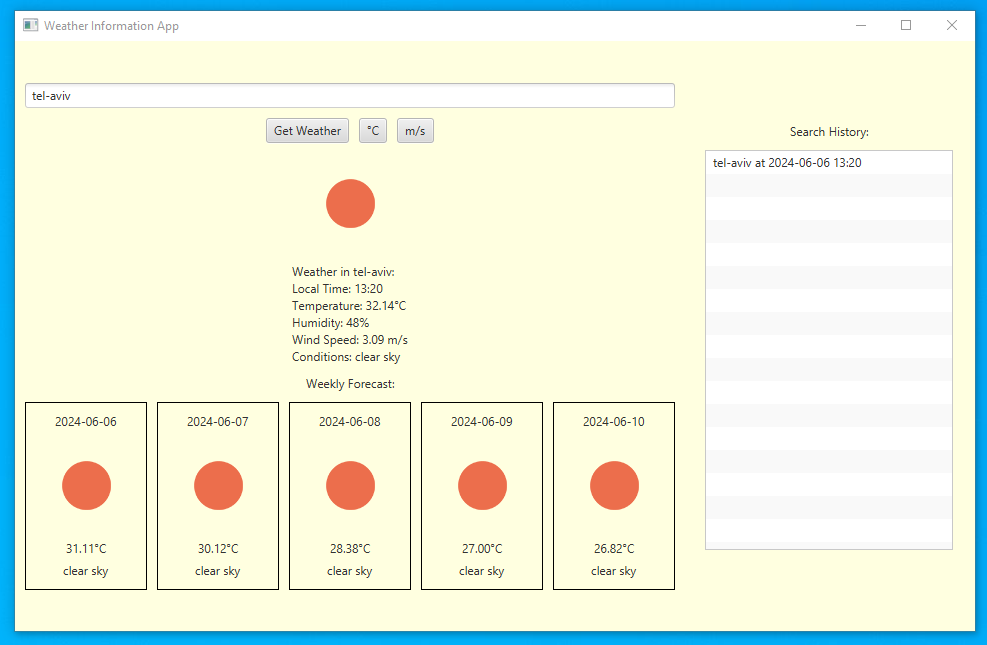 Weather Information App
tel-aviv
Get Weather °C m/s
Search History:
tel-aviv at 2024-06-06 13:20
Weather in tel-aviv:
Local Time: 13:20
Temperature: 32.14°C
Humidity: 48%
Wind Speed: 3.09 m/s
Conditions: clear sky
Weekly Forecast:
2024-06-06 2024-06-07 2024-06-08 2024-06-09 2024-06-10
31.11°C 30.12°C 28.38°C 27.00°C 26.82°C
clear sky clear sky clear sky clear sky clear sky